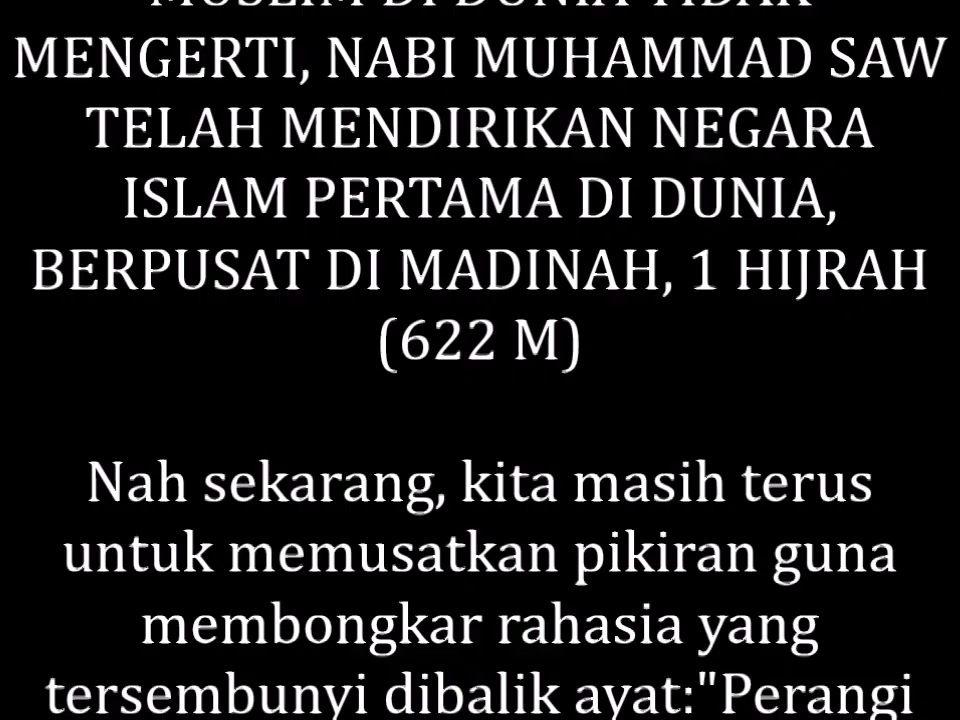 MUSLIM DI DUNIA TIDAK
MENGERTI, NABI MUHAMMAD SAW
TELAH MENDIRIKAN NEGARA
ISLAM PERTAMA DI DUNIA,
BERPUSAT DI MADINAH, 1 HIJRAH
(622 M)
Nah sekarang, kita masih terus
untuk memusatkan pikiran guna
membongkar rahasia yang
tersembunyi dibalik ayat:"Perangi